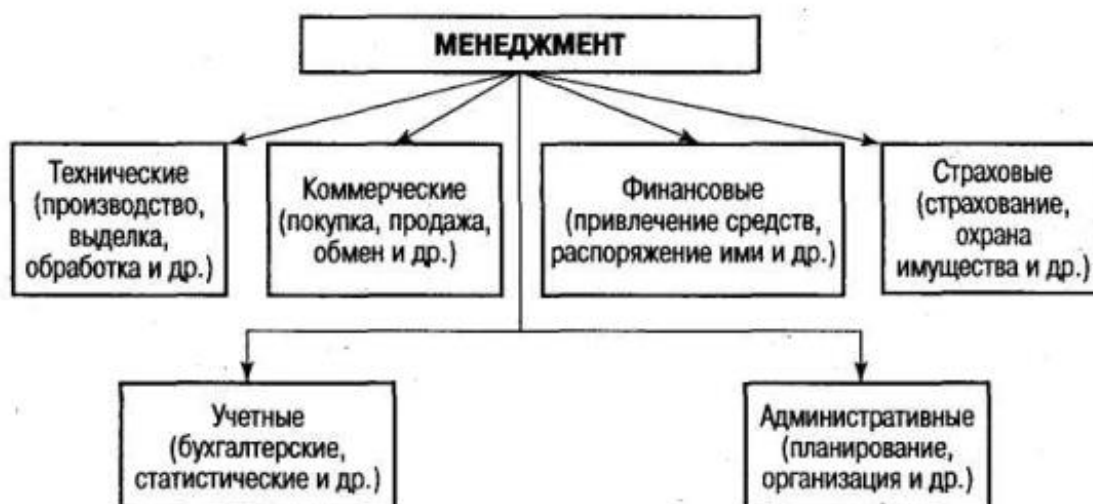 МЕНЕДЖМЕНТ
Технические
(производство,
выделка,
обработка и др.)
Коммерческие
(покупка, продажа,
обмен и др.)
Финансовые
(привлечение средств,
распоряжение ими и др.)
Страховые
(страхование,
охрана
имущества и др.)
Учетные
(бухгалтерские,
статистические и др.)
Административные
(планирование,
организация и др.)